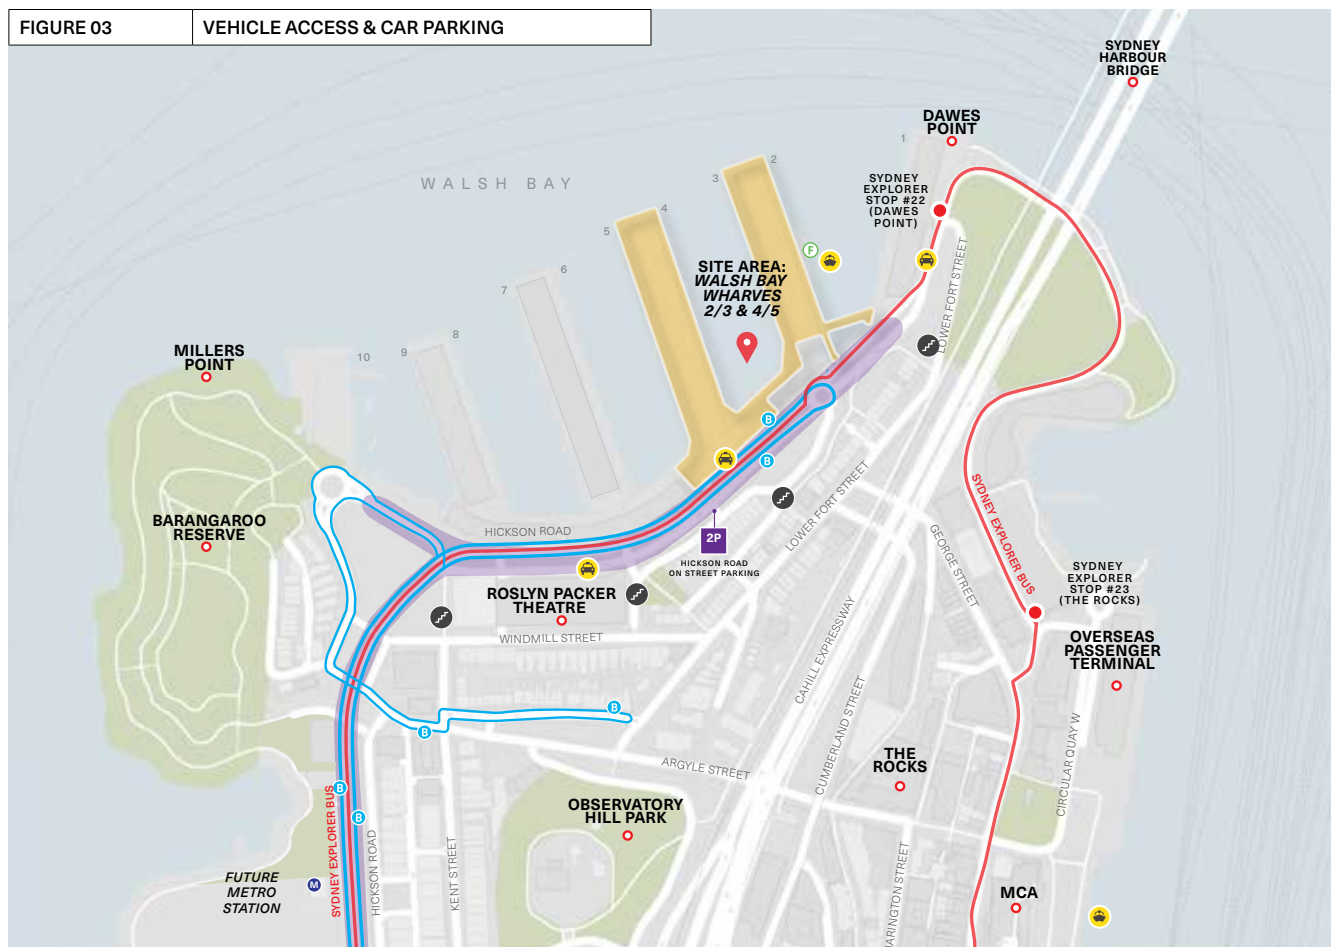 FIGURE 03
VEHICLE ACCESS & CAR PARKING
SYDNEY
HARBOUR
BRIDGE
DAWES
POINT
1
2
3
4
5
6
7
8
9
10
WALSH BAY
SYDNEY
EXPLORER
STOP #22
(DAWES
POINT)
F
SITE AREA:
WALSH BAY
WHARVES
2/3 & 4/5
LOWER FORT STREET
MILLERS
POINT
B
B
BARANGAROO
RESERVE
HICKSON ROAD
2P
HICKSON ROAD
ON STREET PARKING
LOWER FORT STREET
SYDNEY EXPLORER BUS
GEORGE STREET
SYDNEY
EXPLORER
STOP #23
(THE ROCKS)
ROSLYN PACKER
THEATRE
WINDMILL STREET
OVERSEAS
PASSENGER
TERMINAL
CAHILL EXPRESSWAY
CUMBERLAND STREET
B
B
ARGYLE STREET
THE
ROCKS
CIRCULAR QUAY W
OBSERVATORY
HILL PARK
B
B
SYDNEY EXPLORER BUS
HICKSON ROAD
KENT STREET
FUTURE
METRO
STATION
M
MCA
ARINGTON STREET